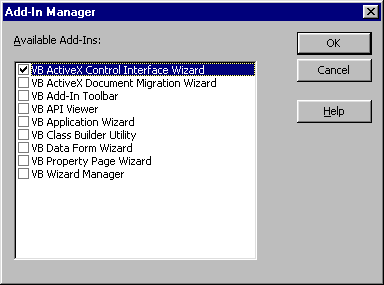 Add-In Manager
Available Add-Ins:
VB ActiveX Control Interface Wizard
VB ActiveX Document Migration Wizard
VB Add-In Toolbar
VB API Viewer
VB Application Wizard
VB Class Builder Utility
VB Data Form Wizard
VB Property Page Wizard
VB Wizard Manager
OK
Cancel
Help